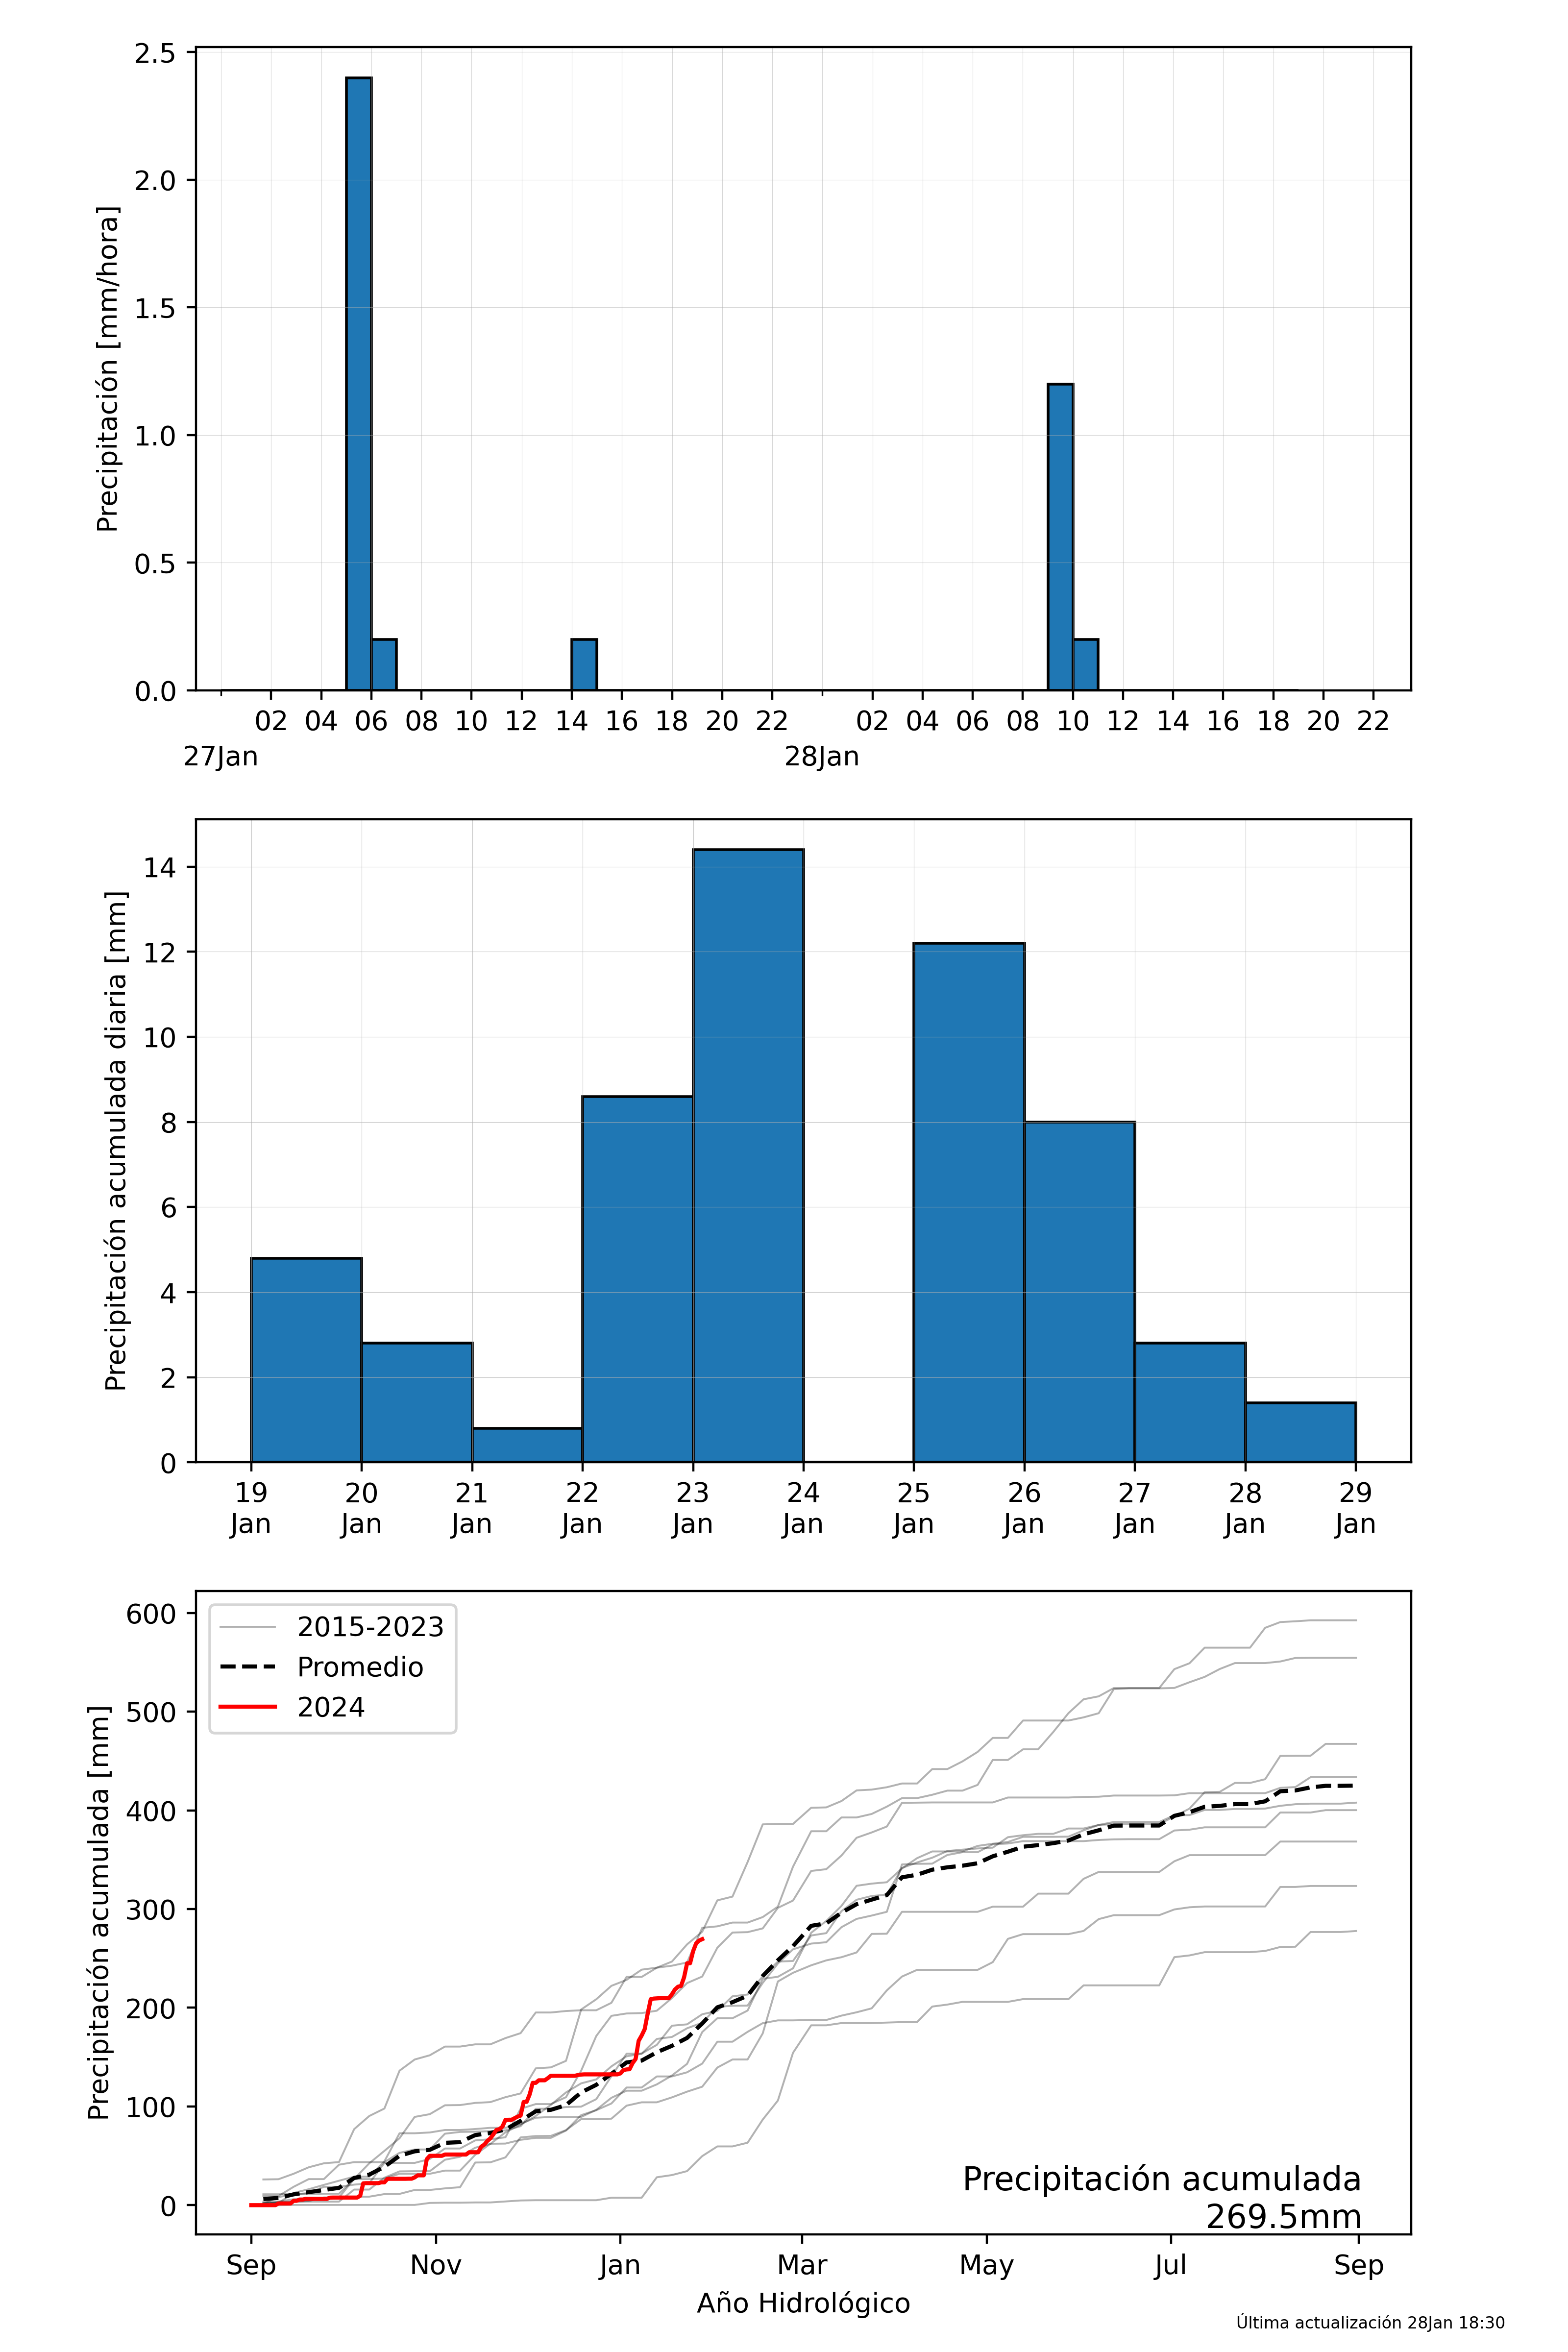 2.5
2.0
1.5
1.0
0.5
0.0
Precipitación [mm/hora]
02 04 06 08 10 12 14 16 18 20 22 02 04 06 08 10 12 14 16 18 20 22
27Jan 28Jan
14
12
10
8
6
4
2
0
Precipitación acumulada diaria [mm]
19 20 21 22 23 24 25 26 27 28 29
Jan Jan Jan Jan Jan Jan Jan Jan Jan Jan Jan
600
500
400
300
200
100
0
Precipitación acumulada [mm]
2015-2023
Promedio
2024
Precipitación acumulada
269.5mm
Sep Nov Jan Mar May Jul Sep
Año Hidrológico
Última actualización 28Jan 18:30